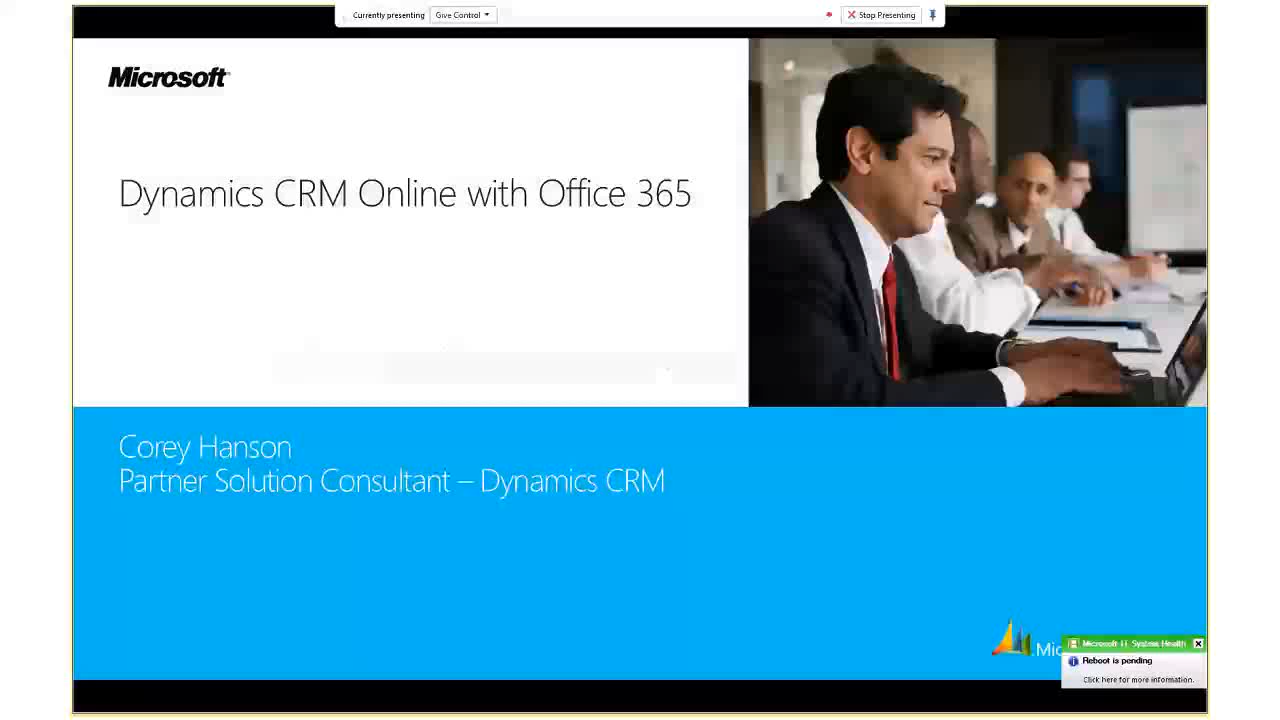 Currently presenting Give Control Stop Presenting
Microsoft
Dynamics CRM Online with Office 365
Corey Hanson
Partner Solution Consultant – Dynamics CRM
Mic
Microsoft IT System Health
Reboot is pending
Click here for more information.